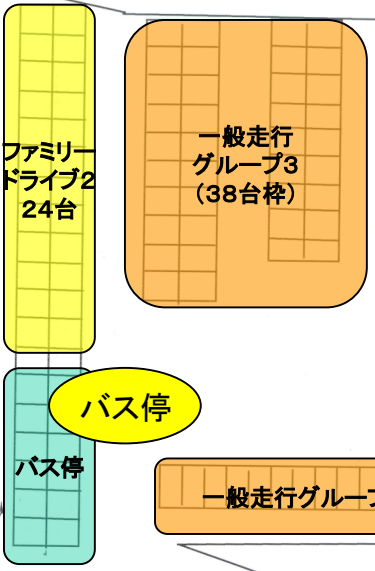 ファミリー
ドライブ2
24台
一般走行
グループ3
（38台枠）
バス停
バス停
一般走行グループ